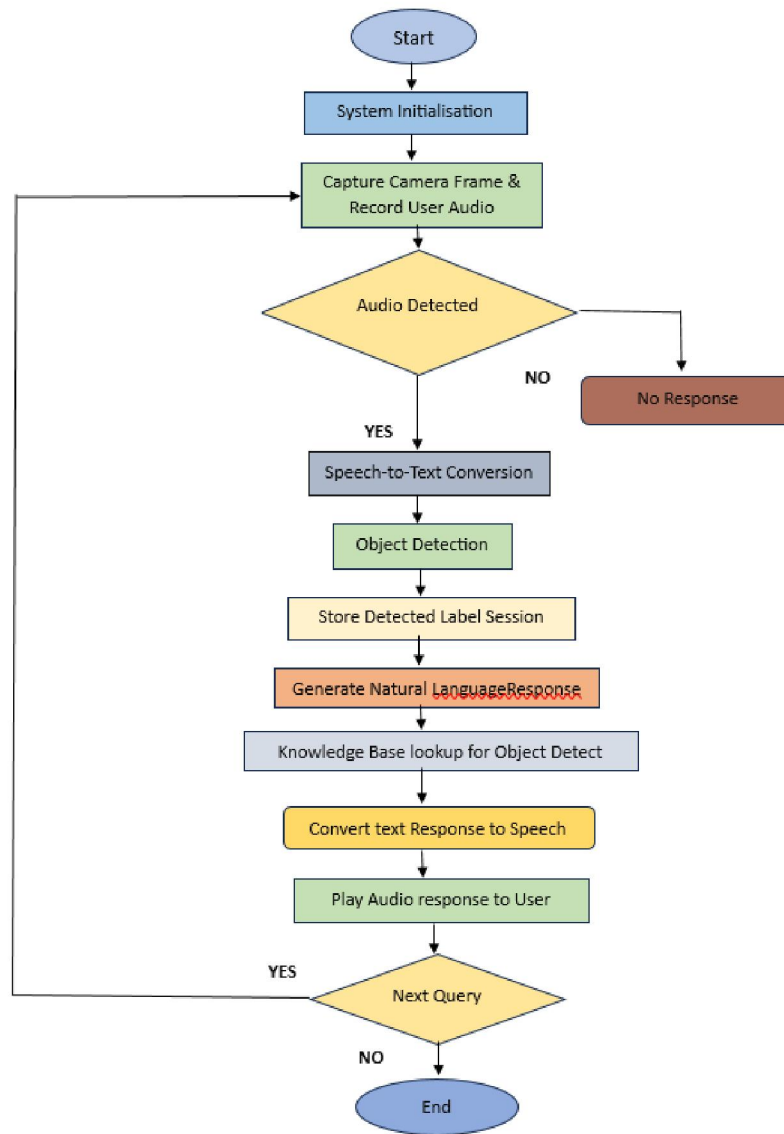 Start
System Initialisation
Capture Camera Frame &
Record User Audio
Audio Detected
NO
No Response
YES
Speech-to-Text Conversion
Object Detection
Store Detected Label Session
Generate Natural LanguageResponse
Knowledge Base lookup for Object Detect
Convert text Response to Speech
Play Audio response to User
YES
Next Query
NO
End